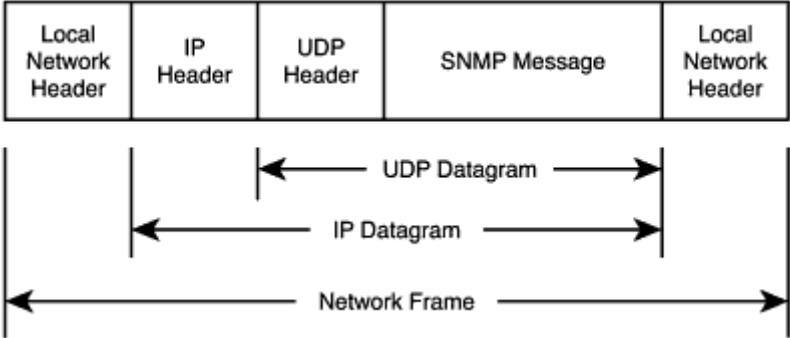 Local
Network
Header
IP
Header
UDP
Header
SNMP Message
Local
Network
Header
UDP Datagram
IP Datagram
Network Frame